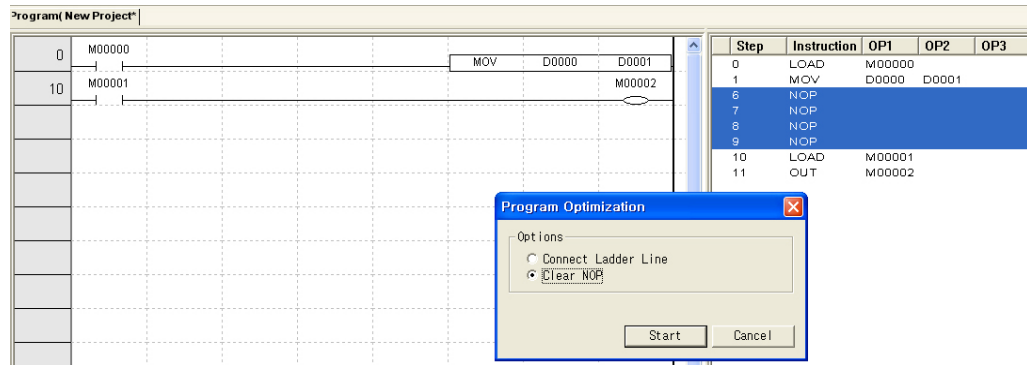 Program( New Project*
0
M00000
MOV D0000 D0001
10
M00001
M00002
Step Instruction OP1 OP2 OP3
0 LOAD M00000
1 MOV D0000 D0001
6 NOP
7 NOP
8 NOP
9 NOP
10 LOAD M00001
11 OUT M00002
Program Optimization
Options
Connect Ladder Line
Clear NOP
Start Cancel